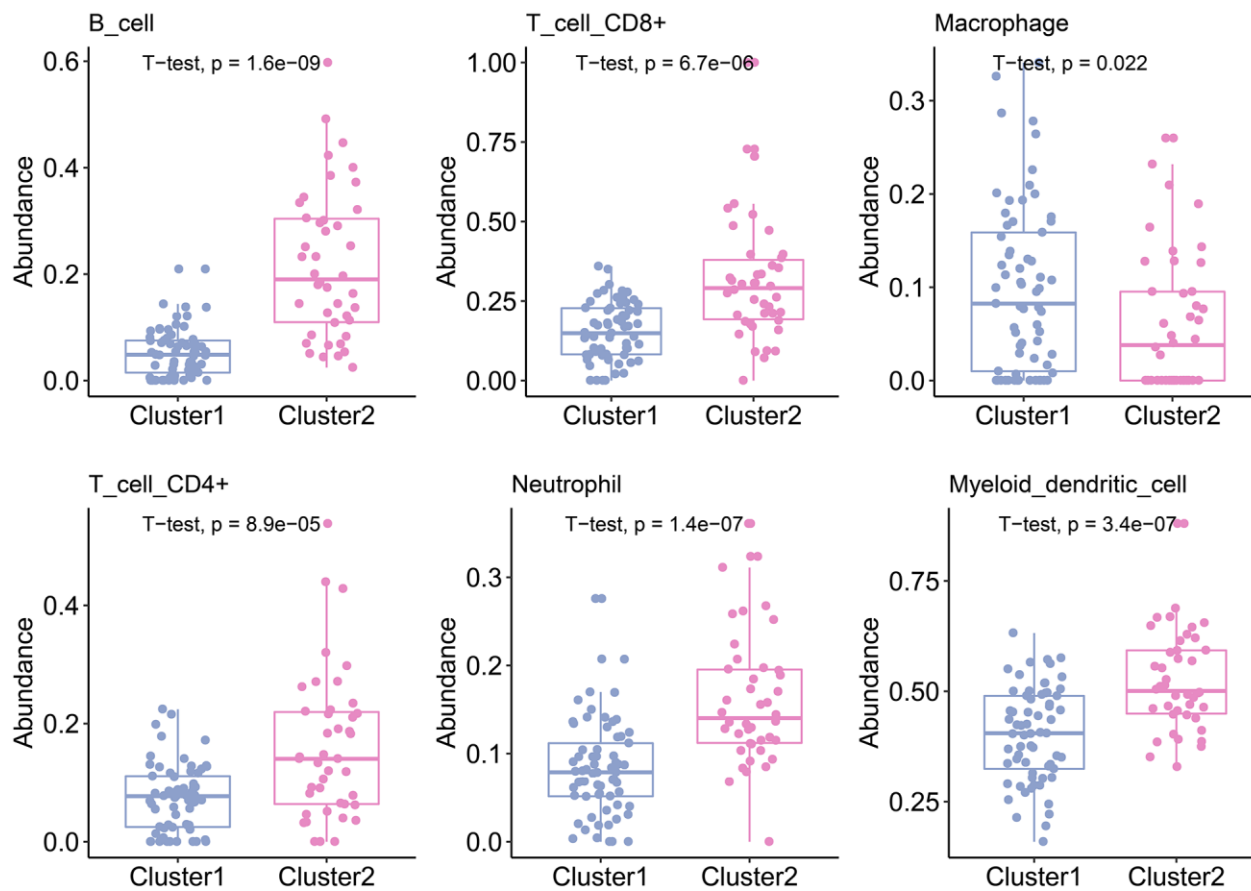 B_cell
T-test, p = 1.6e-09
Abundance
0.6
0.4
0.2
0.0
Cluster1
Cluster2
T_cell_CD8+
T-test, p = 6.7e-06
Abundance
1.00
0.75
0.50
0.25
0.00
Cluster1
Cluster2
Macrophage
T-test, p = 0.022
Abundance
0.3
0.2
0.1
0.0
Cluster1
Cluster2
T_cell_CD4+
T-test, p = 8.9e-05
Abundance
0.4
0.2
0.0
Cluster1
Cluster2
Neutrophil
T-test, p = 1.4e-07
Abundance
0.3
0.2
0.1
0.0
Cluster1
Cluster2
Myeloid_dendritic_cell
T-test, p = 3.4e-07
Abundance
0.75
0.50
0.25
Cluster1
Cluster2